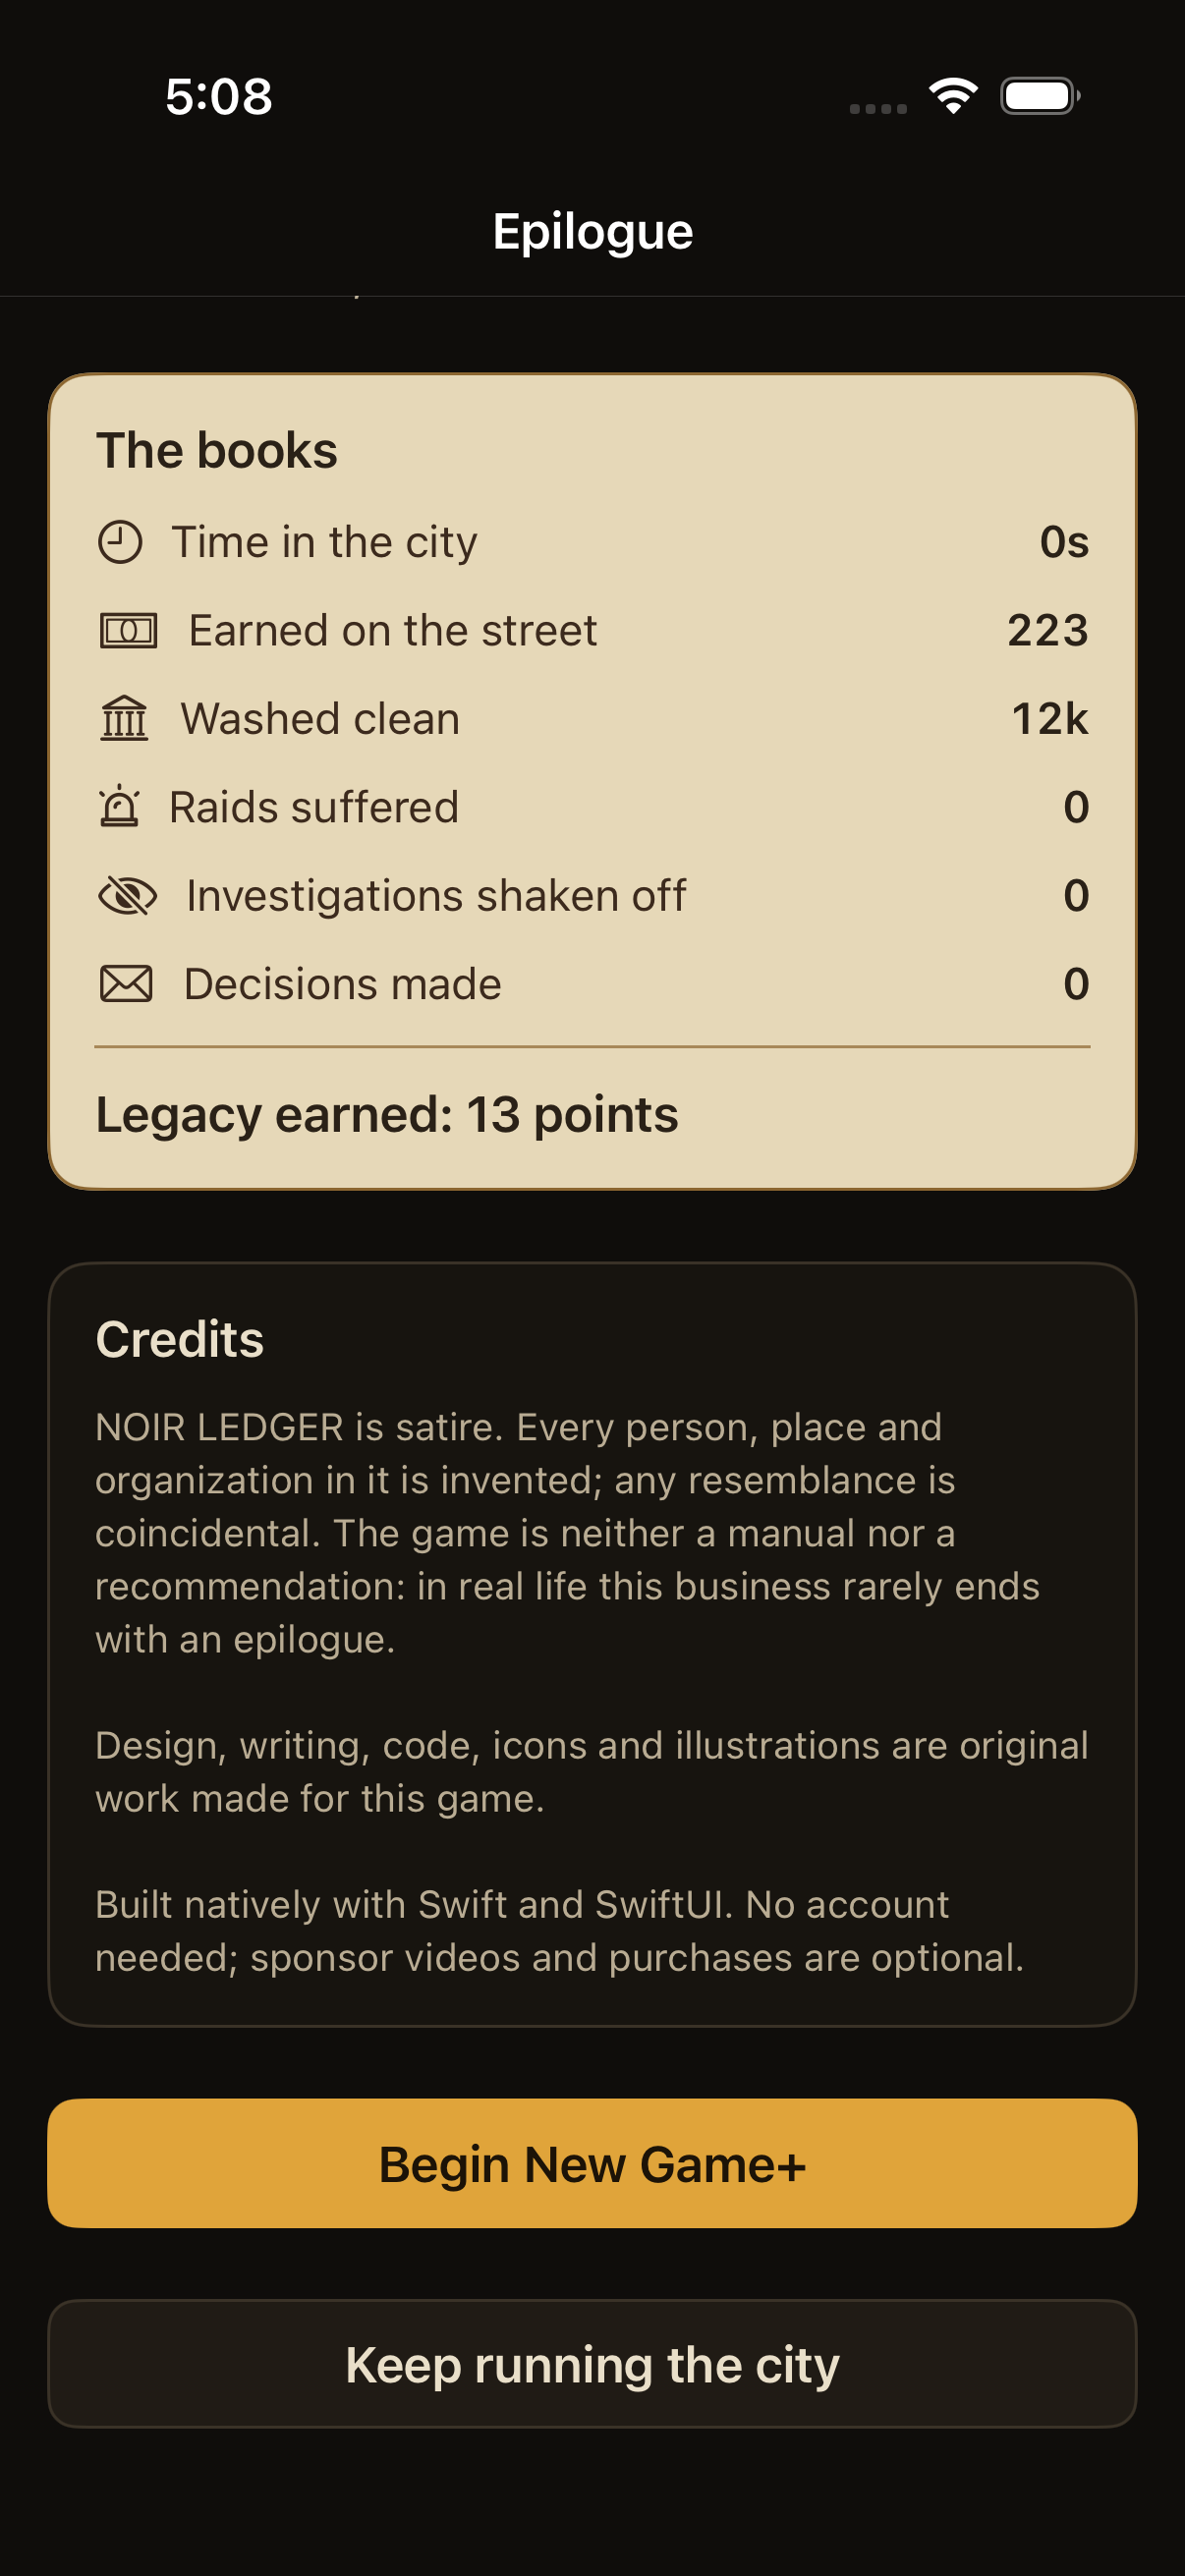 5:08
Epilogue
The books
Time in the city 0s
Earned on the street 223
Washed clean 12k
Raids suffered 0
Investigations shaken off 0
Decisions made 0
Legacy earned: 13 points
Credits
NOIR LEDGER is satire. Every person, place and
organization in it is invented; any resemblance is
coincidental. The game is neither a manual nor a
recommendation: in real life this business rarely ends
with an epilogue.
Design, writing, code, icons and illustrations are original
work made for this game.
Built natively with Swift and SwiftUI. No account
needed; sponsor videos and purchases are optional.
Begin New Game+
Keep running the city